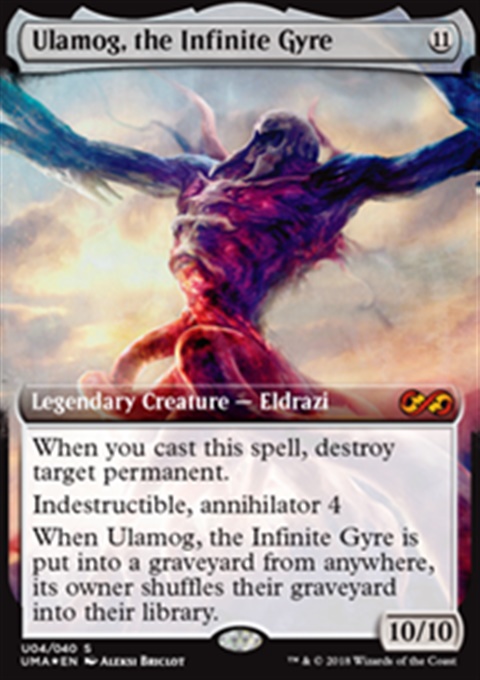 Ulamog, the Infinite Gyre 11
Legendary Creature — Eldrazi
When you cast this spell, destroy
target permanent.
Indestructible, annihilator 4
When Ulamog, the Infinite Gyre is
put into a graveyard from anywhere,
its owner shuffles their graveyard
into their library.
10/10
U04/040 S
UMA★EN Aleksi Briclot
™ & © 2018 Wizards of the Coast